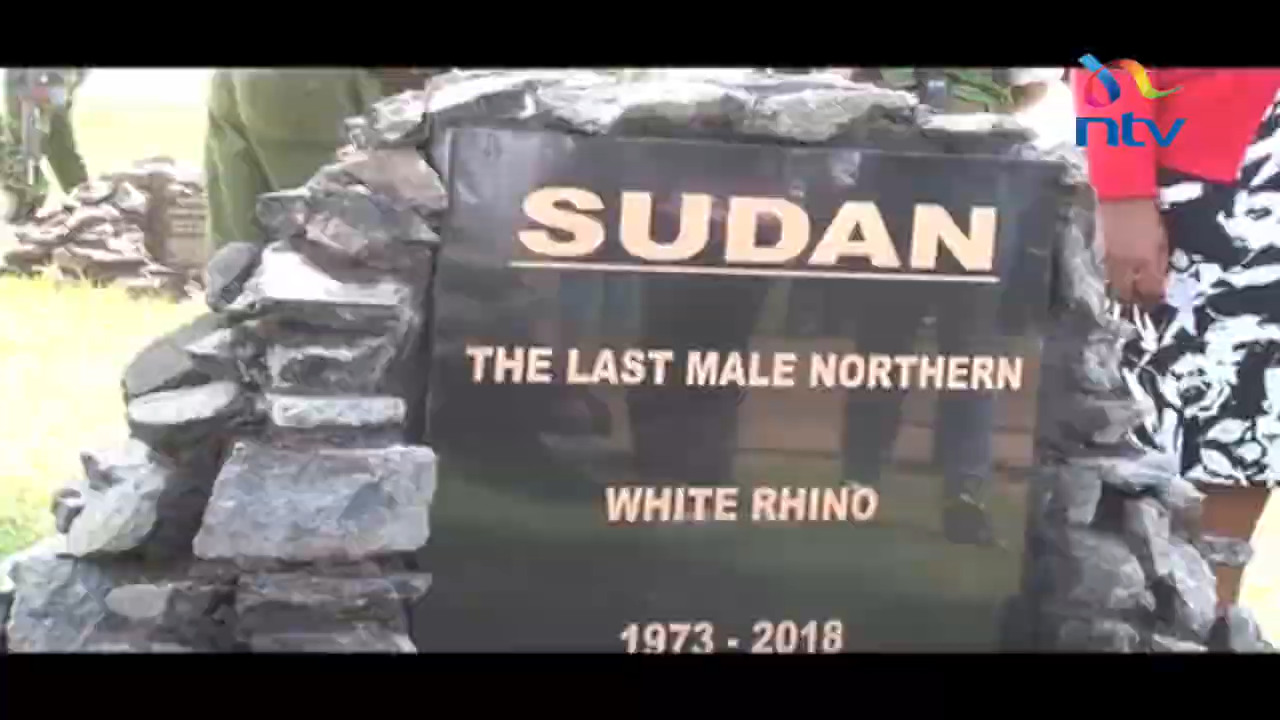 ntv
SUDAN
THE LAST MALE NORTHERN
WHITE RHINO
1973 - 2018